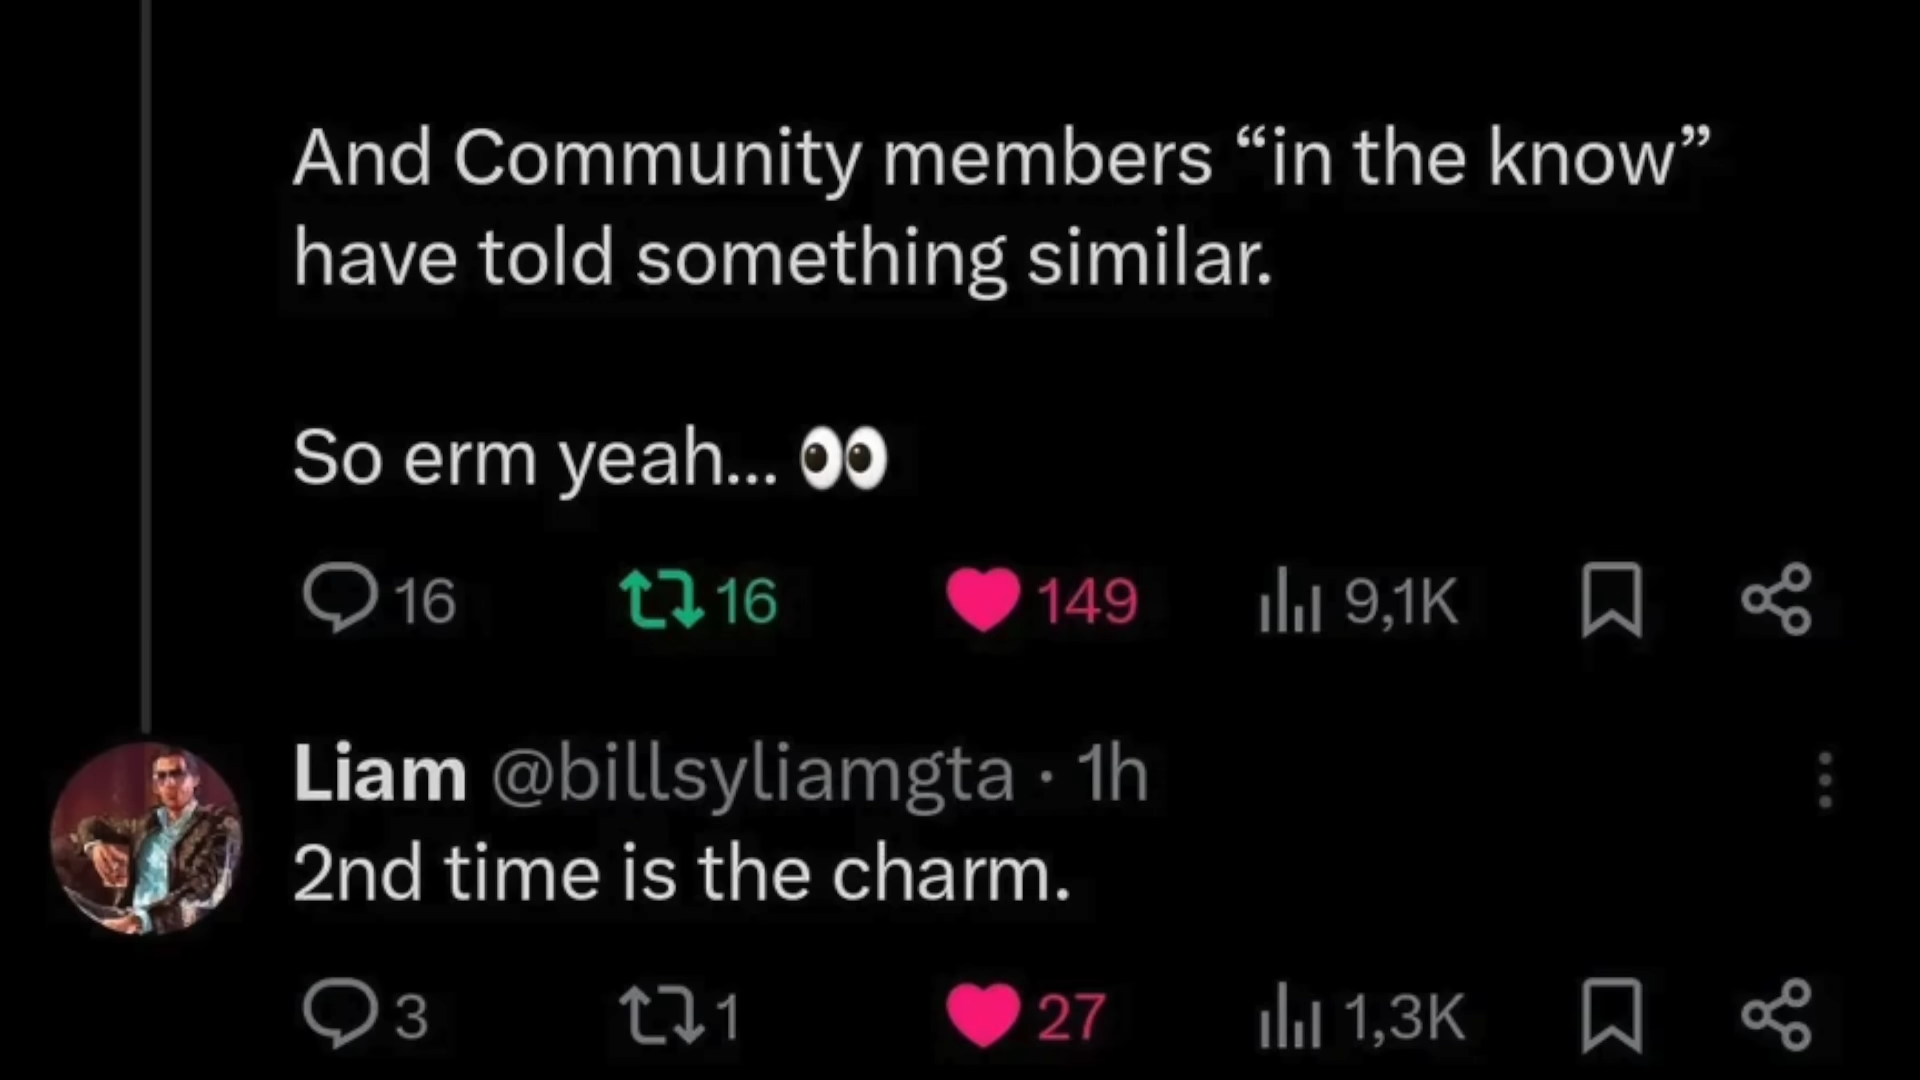 And Community members “in the know”
have told something similar.
So erm yeah... 👀
16 16 149 9,1K
Liam @billsyliamgta · 1h
2nd time is the charm.
3 1 27 1,3K